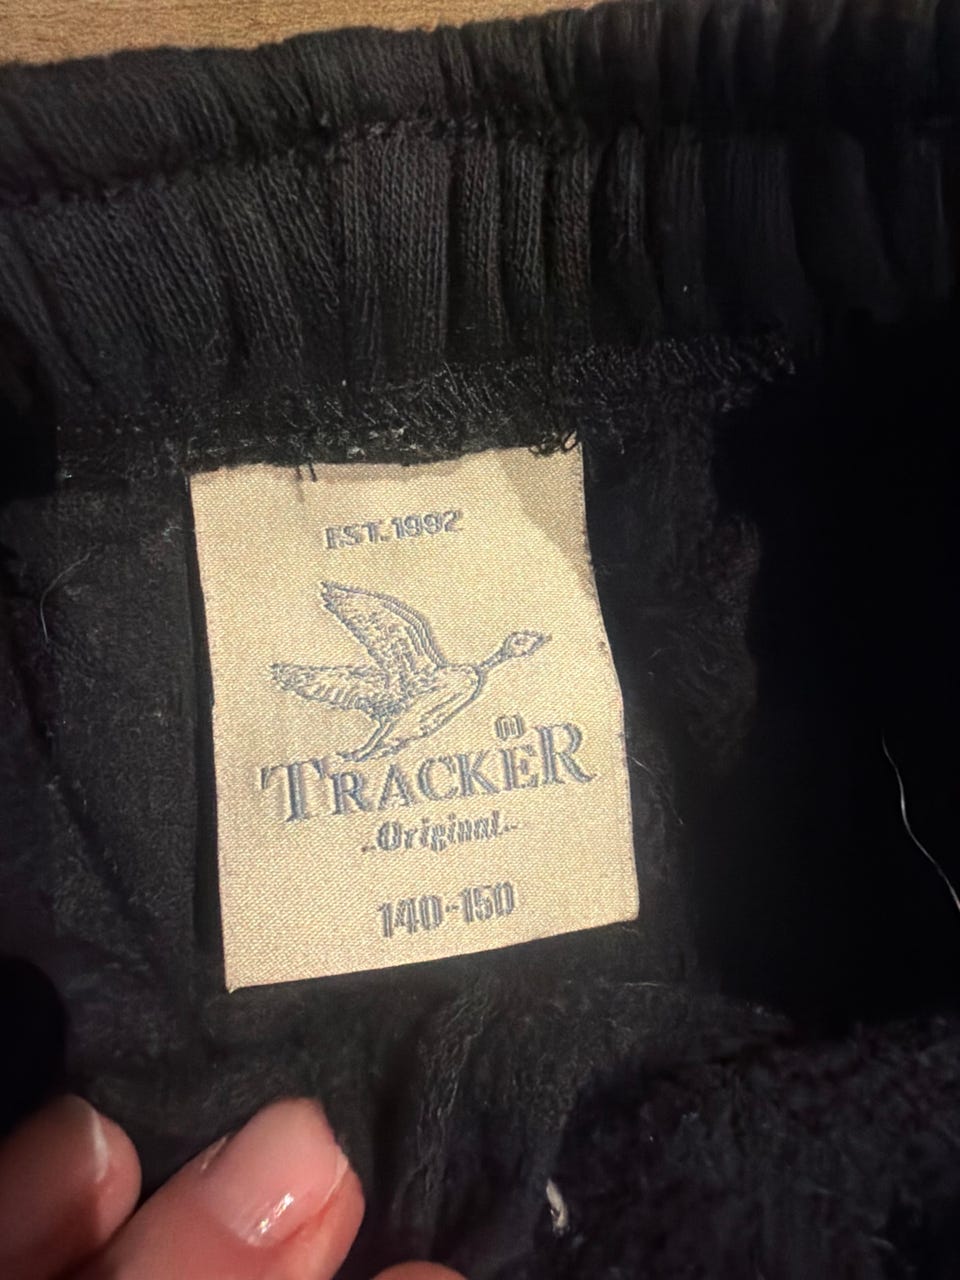 EST. 1992
TRACKER
..Original..
140-150